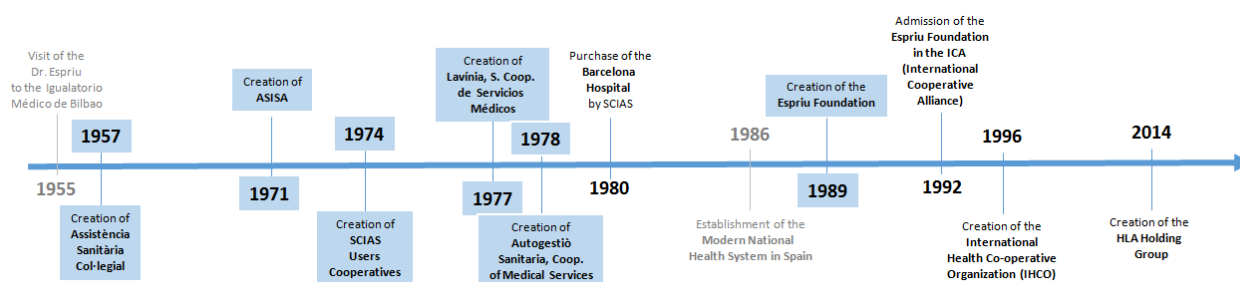 Visit of the
Dr. Espriu
to the Igualatorio
Médico de Bilbao
1955
1957
Creation of
Assistència
Sanitària
Col·legial
Creation of
ASISA
1971
1974
Creation of
SCIAS
Users
Cooperatives
Creation of
Lavínia, S. Coop.
de Servicios
Médicos
1977
1978
Creation of
Autogestiò
Sanitaria, Coop.
of Medical Services
Purchase of the
Barcelona
Hospital
by SCIAS
1980
1986
Establishment of the
Modern National
Health System in Spain
Creation of the
Espriu Foundation
1989
Admission of the
Espriu Foundation
in the ICA
(International
Cooperative
Alliance)
1992
1996
Creation of the
International
Health Co-operative
Organization (IHCO)
2014
Creation of the
HLA Holding
Group